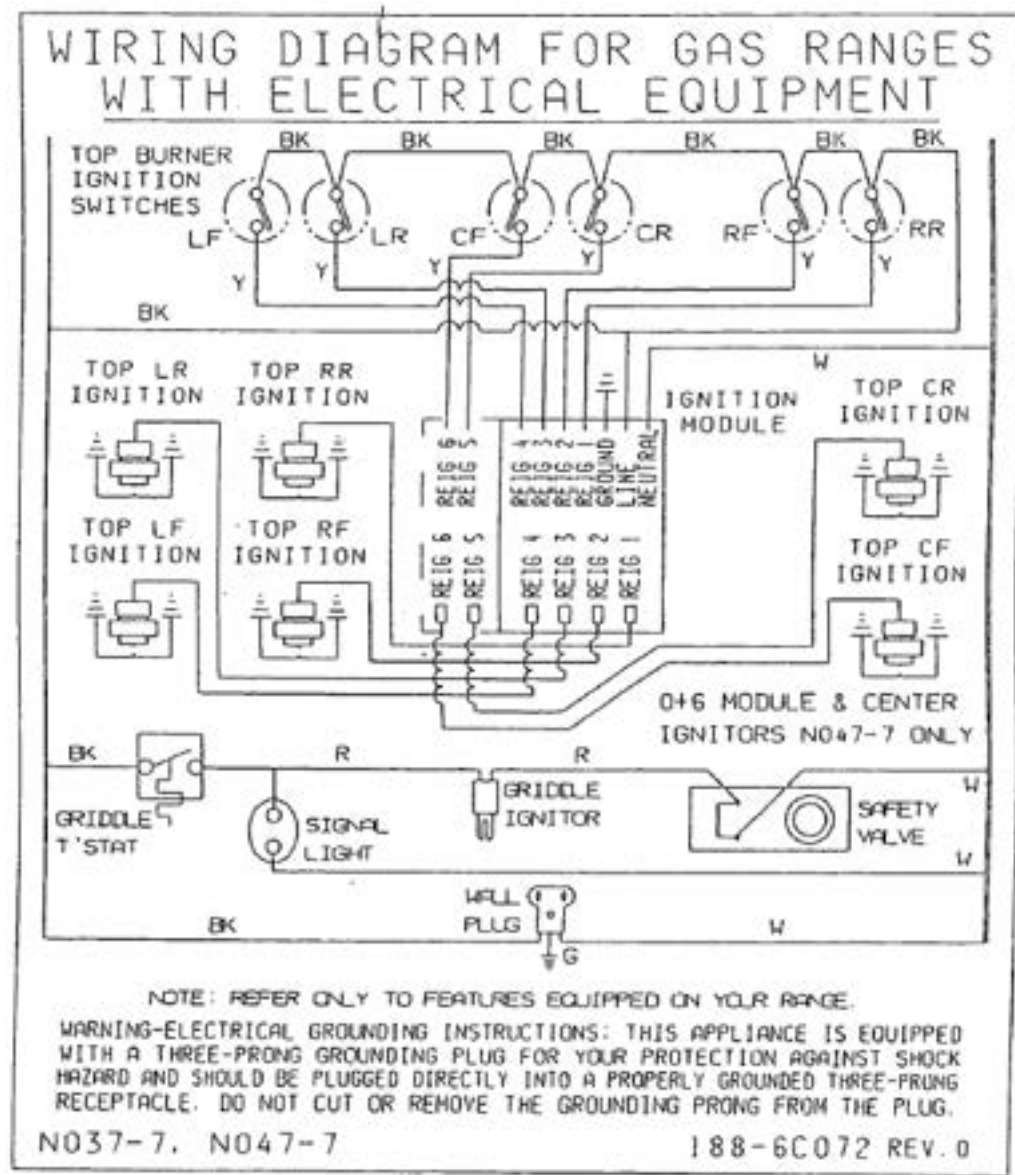 WIRING DIAGRAM FOR GAS RANGES
WITH ELECTRICAL EQUIPMENT
BK BK BK BK BK BK
TOP BURNER
IGNITION
SWITCHES
LF LR CF CR RF RR
Y Y Y Y Y Y
BK
W
TOP LR
IGNITION
TOP RR
IGNITION
IGNITION
MODULE
TOP CR
IGNITION
REIG 6
REIG 5
REIG 4
REIG 3
REIG 2
REIG 1
GROUND
LINE
NEUTRAL
TOP LF
IGNITION
TOP RF
IGNITION
REIG 6
REIG 5
REIG 4
REIG 3
REIG 2
REIG 1
TOP CF
IGNITION
0+6 MODULE & CENTER
IGNITORS N047-7 ONLY
BK R R W
GRIDDLE
T'STAT
SIGNAL
LIGHT
GRIDDLE
IGNITOR
SAFETY
VALVE
W
WALL
PLUG
BK W
G
NOTE: REFER ONLY TO FEATURES EQUIPPED ON YOUR RANGE.
WARNING-ELECTRICAL GROUNDING INSTRUCTIONS: THIS APPLIANCE IS EQUIPPED
WITH A THREE-PRONG GROUNDING PLUG FOR YOUR PROTECTION AGAINST SHOCK
HAZARD AND SHOULD BE PLUGGED DIRECTLY INTO A PROPERLY GROUNDED THREE-PRONG
RECEPTACLE. DO NOT CUT OR REMOVE THE GROUNDING PRONG FROM THE PLUG.
N037-7, N047-7
188-6C072 REV. 0